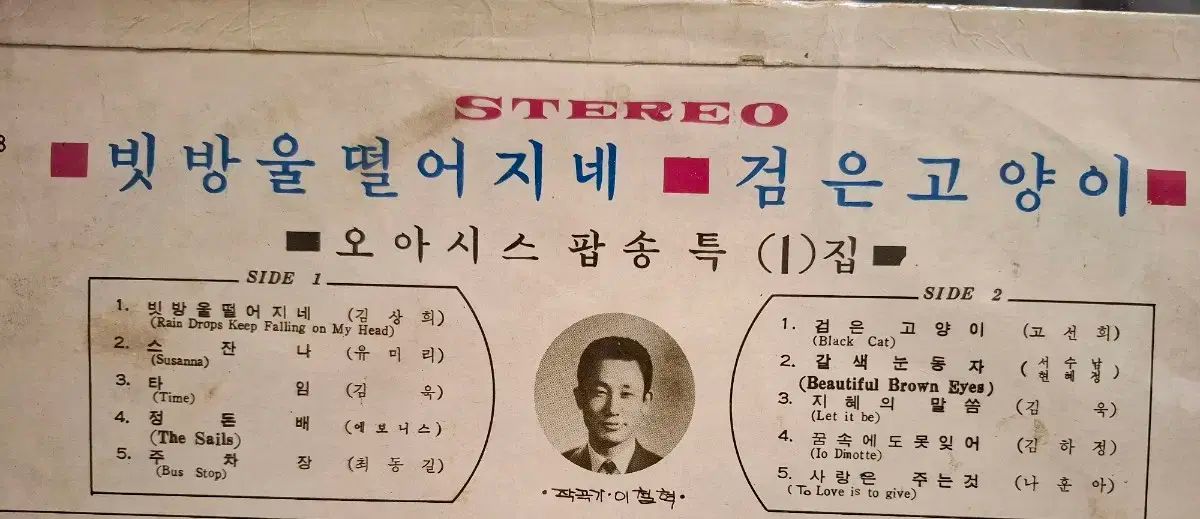 STEREO
■ 빗방울떨어지네 ■ 검은고양이 ■
■ 오아시스팝송특 (1)집 ■
SIDE 1
1. 빗방울떨어지네 (김상희)
(Rain Drops Keep Falling on My Head)
2. 스잔나 (유미리)
(Susanna)
3. 타임 (김욱)
(Time)
4. 정돈배 (에보니스)
(The Sails)
5. 주차장 (최동길)
(Bus Stop)
·작곡가·이철혁·
SIDE 2
1. 검은 고양이 (고선희)
(Black Cat)
2. 갈색눈동자 (서수남 현혜정)
(Beautiful Brown Eyes)
3. 지혜의 말씀 (김욱)
(Let it be)
4. 꿈속에도못잊어 (김하정)
(Io Dinotte)
5. 사랑은 주는것 (나훈아)
(To Love is to give)